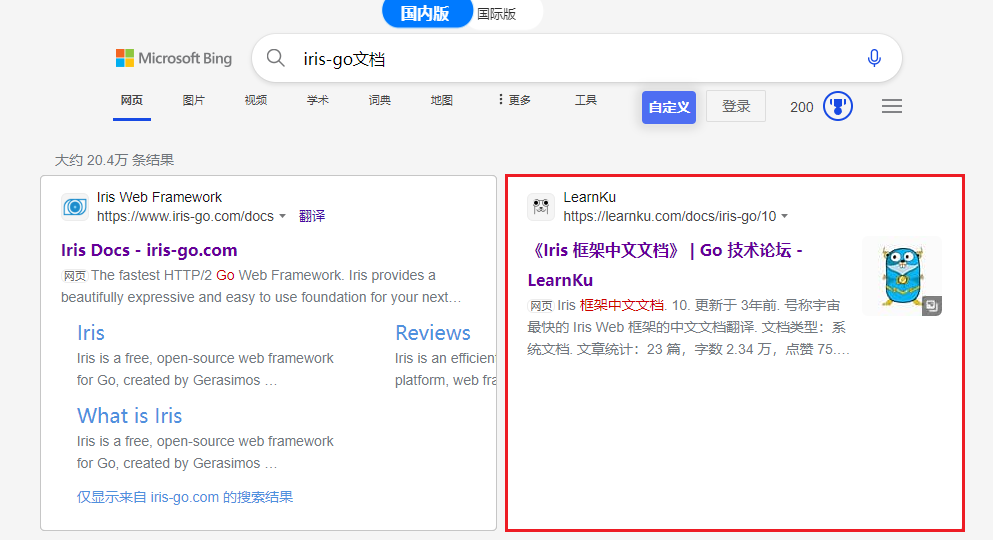 国内版
国际版
Microsoft Bing
iris-go文档
网页
图片
视频
学术
词典
地图
更多
工具
自定义
登录
200
大约 20.4万 条结果
Iris Web Framework
https://www.iris-go.com/docs
翻译
Iris Docs - iris-go.com
网页 The fastest HTTP/2 Go Web Framework. Iris provides a
beautifully expressive and easy to use foundation for your next…
Iris
Iris is a free, open-source web framework
for Go, created by Gerasimos …
Reviews
Iris is an efficien
platform, web fra
What is Iris
Iris is a free, open-source web framework
for Go, created by Gerasimos …
仅显示来自 iris-go.com 的搜索结果
LearnKu
https://learnku.com/docs/iris-go/10
《Iris 框架中文文档》 | Go 技术论坛 -
LearnKu
网页 Iris 框架中文文档. 10. 更新于 3年前. 号称宇宙
最快的 Iris Web 框架的中文文档翻译. 文档类型：系
统文档. 文章统计：23 篇，字数 2.34 万，点赞 75.…